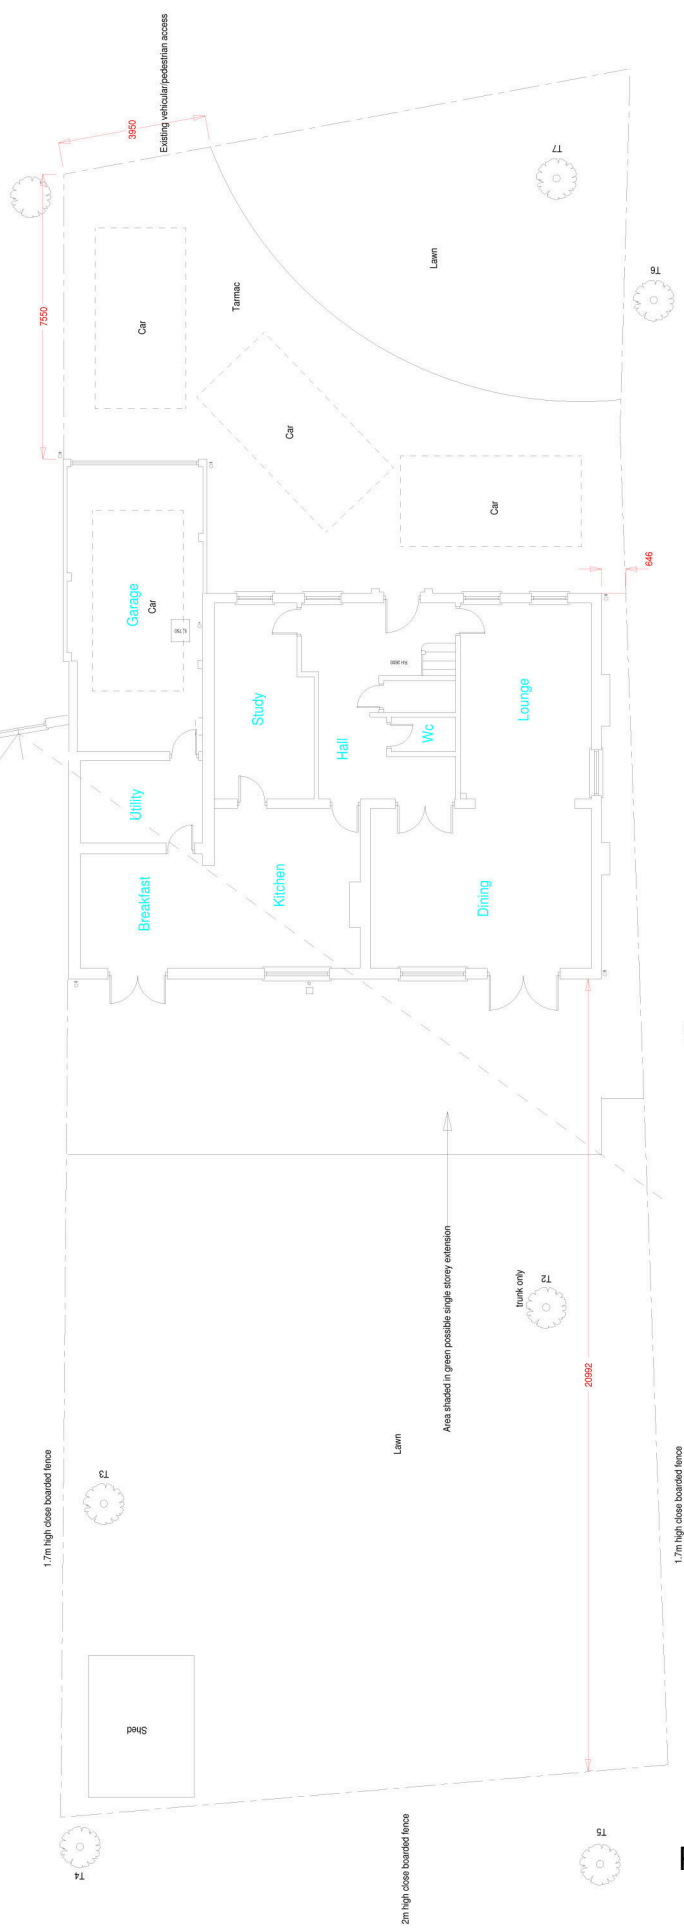 Existing vehicular/pedestrian access
3950
7550
T7
Lawn
T6
Tarmac
Car
Car
Car
646
Garage
Car
Study
Hall
Wc
Lounge
Utility
Breakfast
Kitchen
Dining
Area shaded in green possible single storey extension
trunk only
T2
20992
Lawn
1.7m high close boarded fence
T3
1.7m high close boarded fence
Shed
T4
2m high close boarded fence
T5